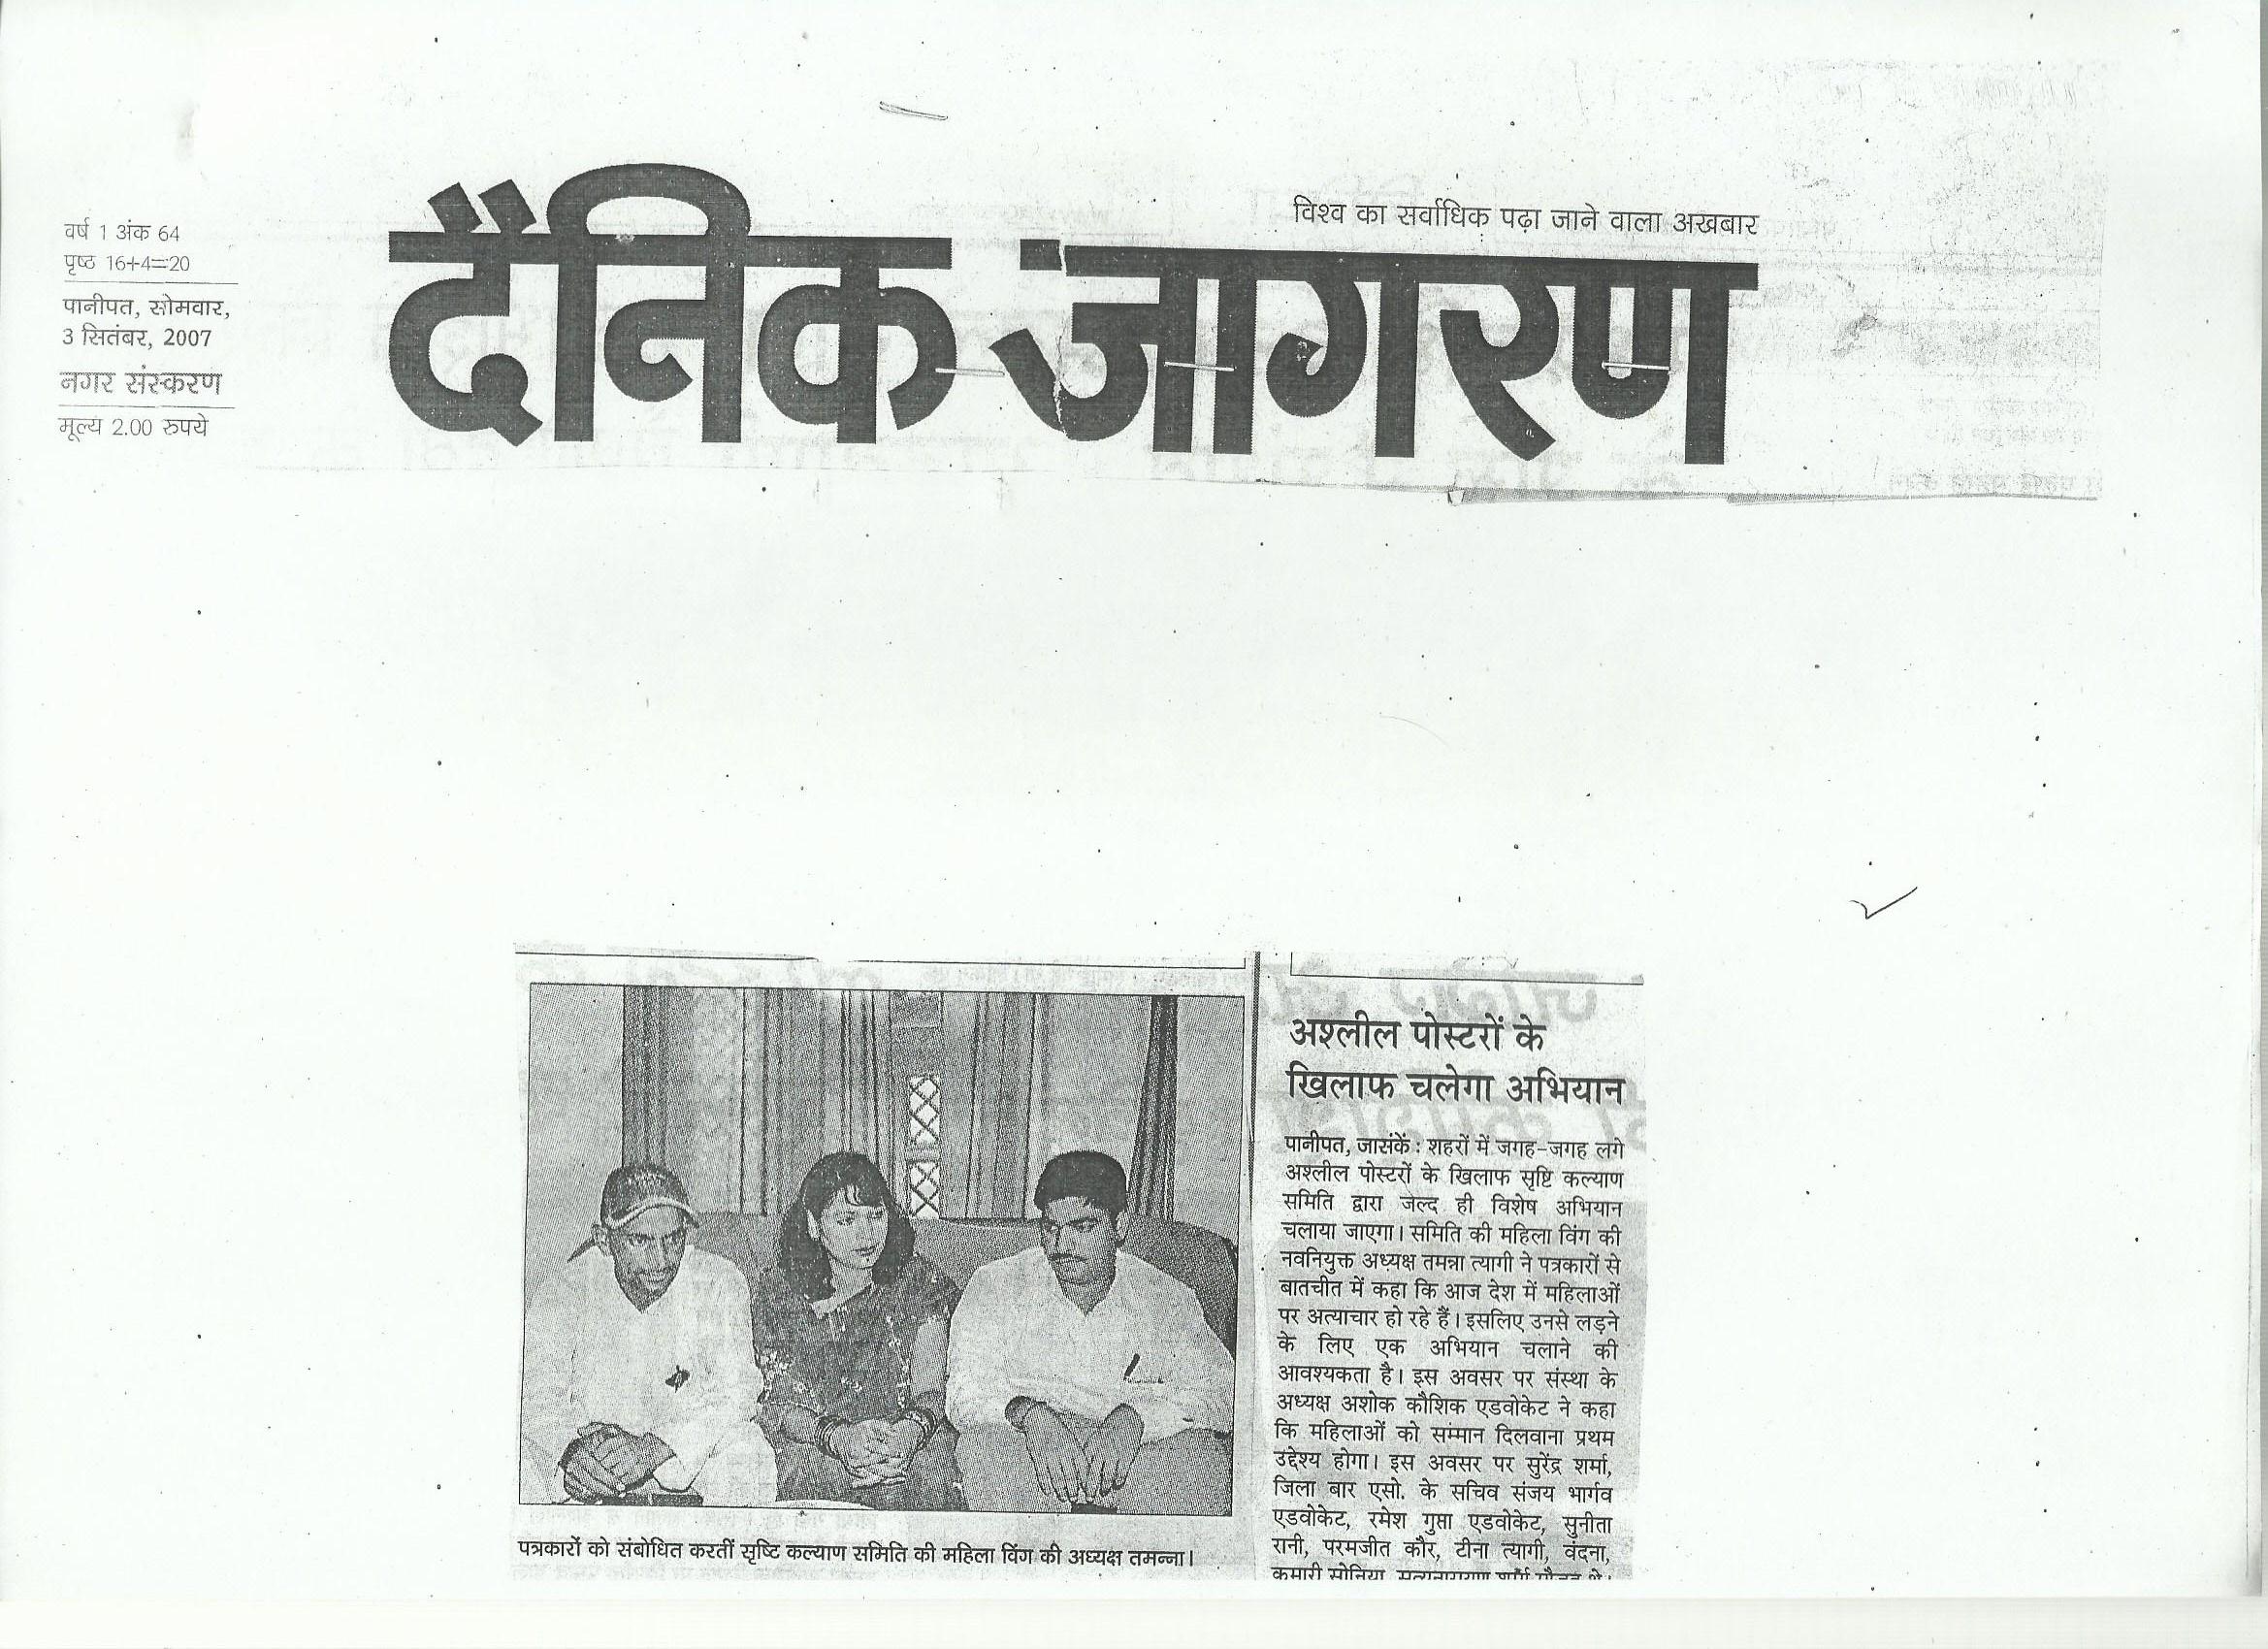 वर्ष 1 अंक 64
पृष्ठ 16+4=20
पानीपत, सोमवार,
3 सितंबर, 2007
नगर संस्करण
मूल्य 2.00 रुपये
विश्व का सर्वाधिक पढ़ा जाने वाला अखबार
दैनिक जागरण
पत्रकारों को संबोधित करतीं सृष्टि कल्याण समिति की महिला विंग की अध्यक्ष तमन्ना।
अश्लील पोस्टरों के
खिलाफ चलेगा अभियान
पानीपत, जासंकें : शहरों में जगह-जगह लगे
अश्लील पोस्टरों के खिलाफ सृष्टि कल्याण
समिति द्वारा जल्द ही विशेष अभियान
चलाया जाएगा। समिति की महिला विंग की
नवनियुक्त अध्यक्ष तमन्ना त्यागी ने पत्रकारों से
बातचीत में कहा कि आज देश में महिलाओं
पर अत्याचार हो रहे हैं। इसलिए उनसे लड़ने
के लिए एक अभियान चलाने की
आवश्यकता है। इस अवसर पर संस्था के
अध्यक्ष अशोक कौशिक एडवोकेट ने कहा
कि महिलाओं को सम्मान दिलवाना प्रथम
उद्देश्य होगा। इस अवसर पर सुरेंद्र शर्मा,
जिला बार एसो. के सचिव संजय भार्गव
एडवोकेट, रमेश गुप्ता एडवोकेट, सुनीता
रानी, परमजीत कौर, टीना त्यागी, वंदना,
कुमारी सोनिया, सत्यनारायण शर्मा मौजूद थे।